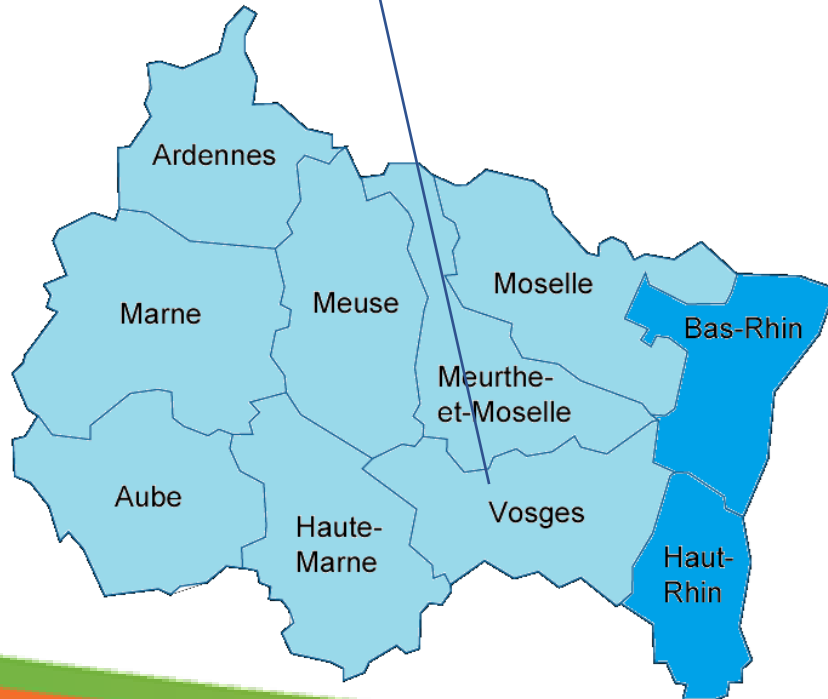 Ardennes
Marne
Meuse
Moselle
Bas-Rhin
Meurthe-
et-Moselle
Aube
Haute-
Marne
Vosges
Haut-
Rhin